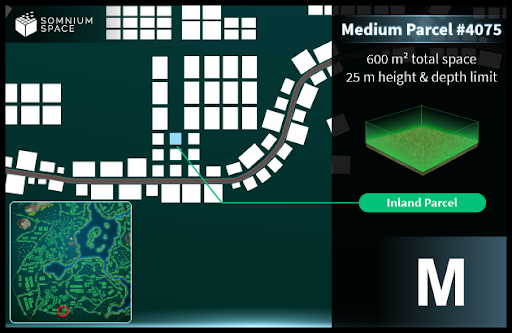 SOMNIUM
SPACE
Medium Parcel #4075
600 m² total space
25 m height & depth limit
Inland Parcel
M